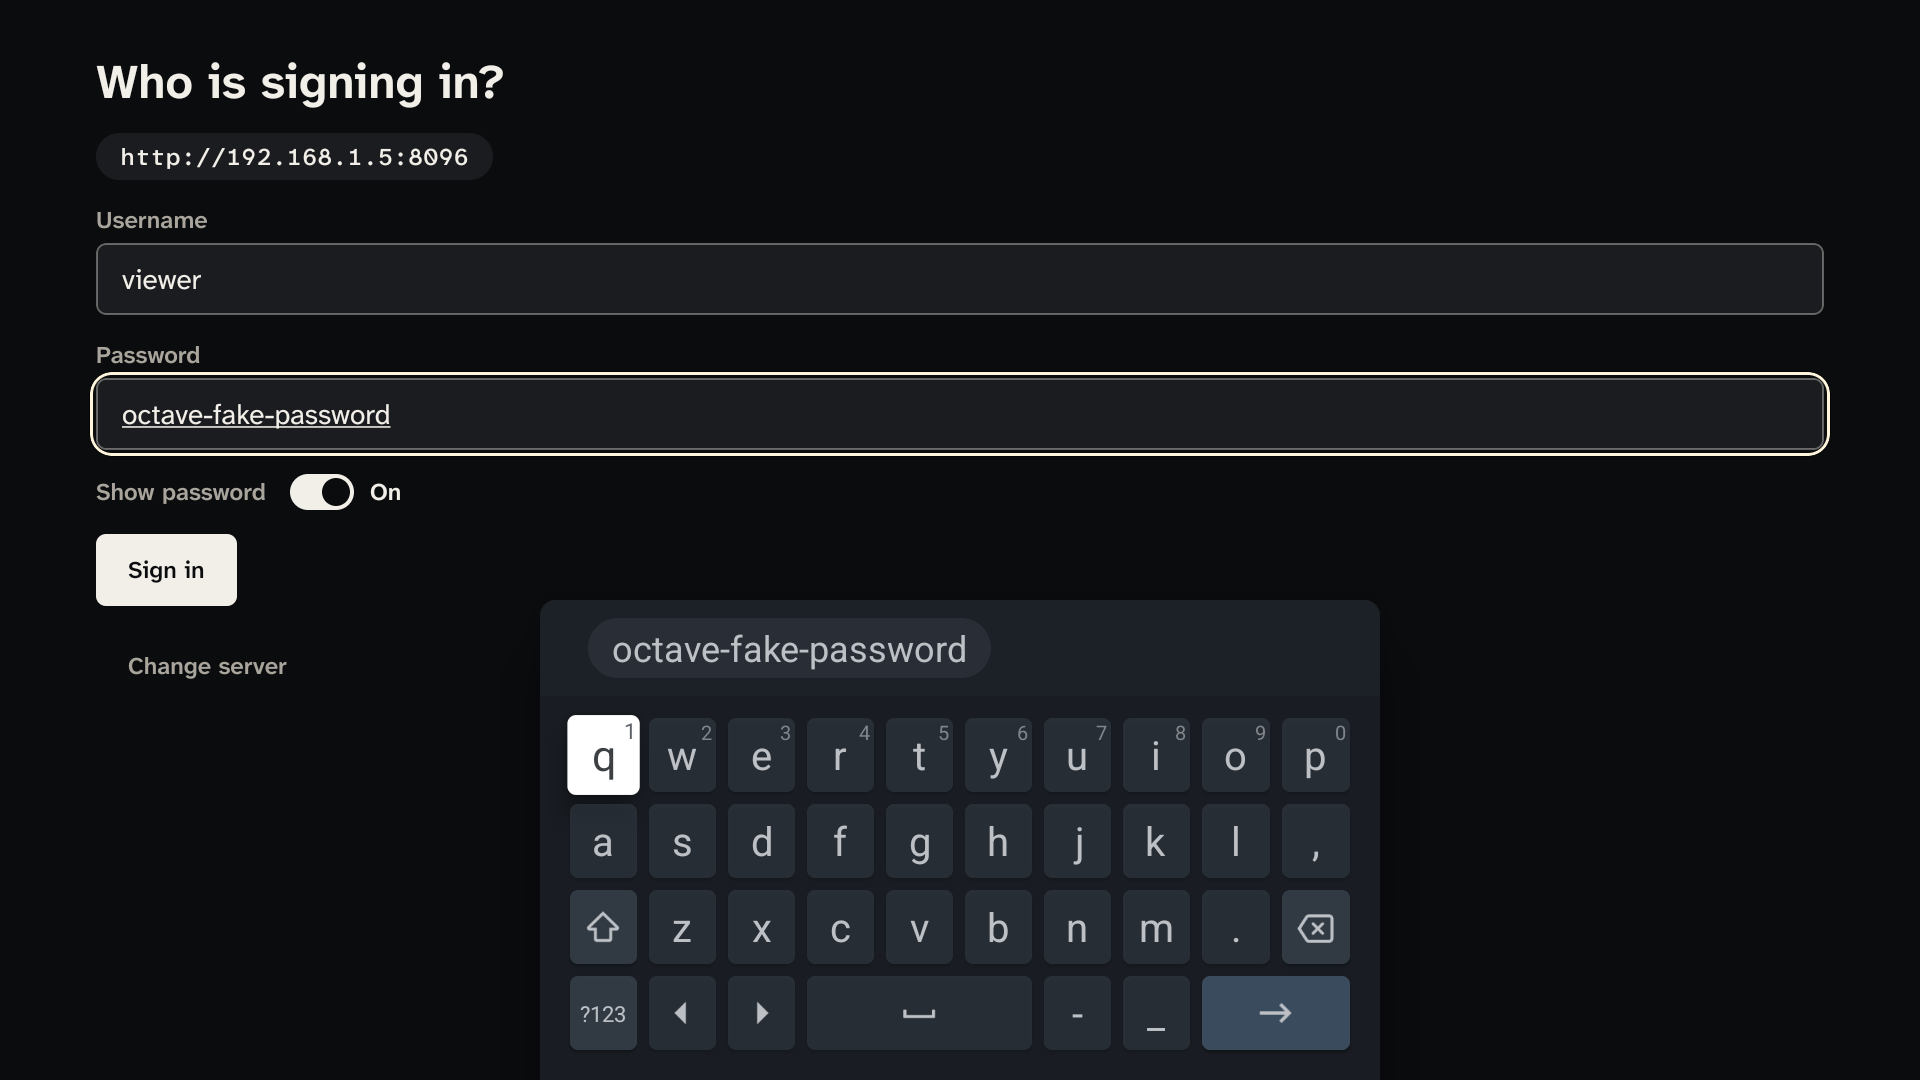 Who is signing in?
http://192.168.1.5:8096
Username
viewer
Password
octave-fake-password
Show password On
Sign in
Change server
octave-fake-password
q 1 w 2 e 3 r 4 t 5 y 6 u 7 i 8 o 9 p 0
a s d f g h j k l ,
z x c v b n m .
?123 - _